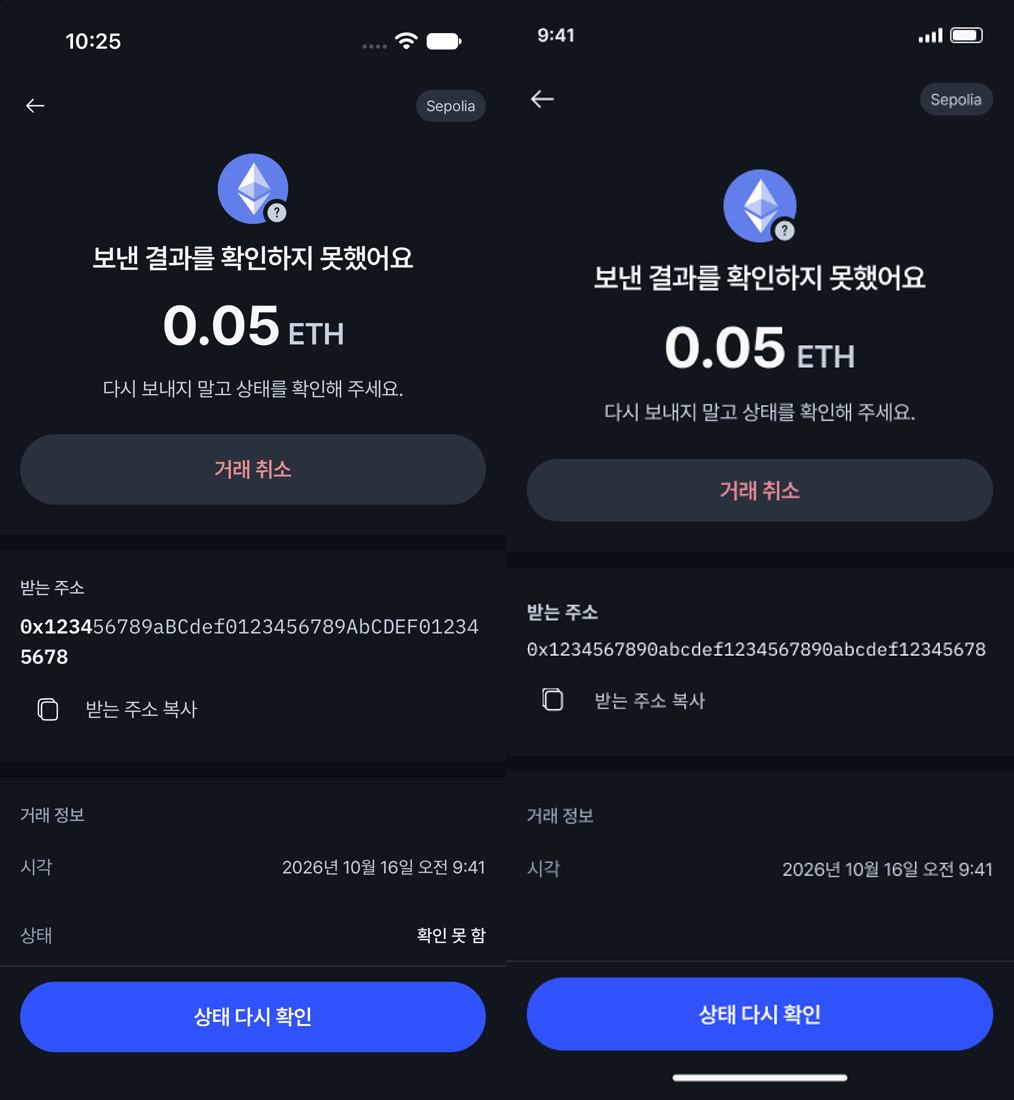 10:25
Sepolia
?
보낸 결과를 확인하지 못했어요
0.05 ETH
다시 보내지 말고 상태를 확인해 주세요.
거래 취소
받는 주소
0x123456789aBCdef0123456789AbCDEF01234
5678
받는 주소 복사
거래 정보
시각 2026년 10월 16일 오전 9:41
상태 확인 못 함
상태 다시 확인
9:41
Sepolia
?
보낸 결과를 확인하지 못했어요
0.05 ETH
다시 보내지 말고 상태를 확인해 주세요.
거래 취소
받는 주소
0x1234567890abcdef1234567890abcdef12345678
받는 주소 복사
거래 정보
시각 2026년 10월 16일 오전 9:41
상태 다시 확인